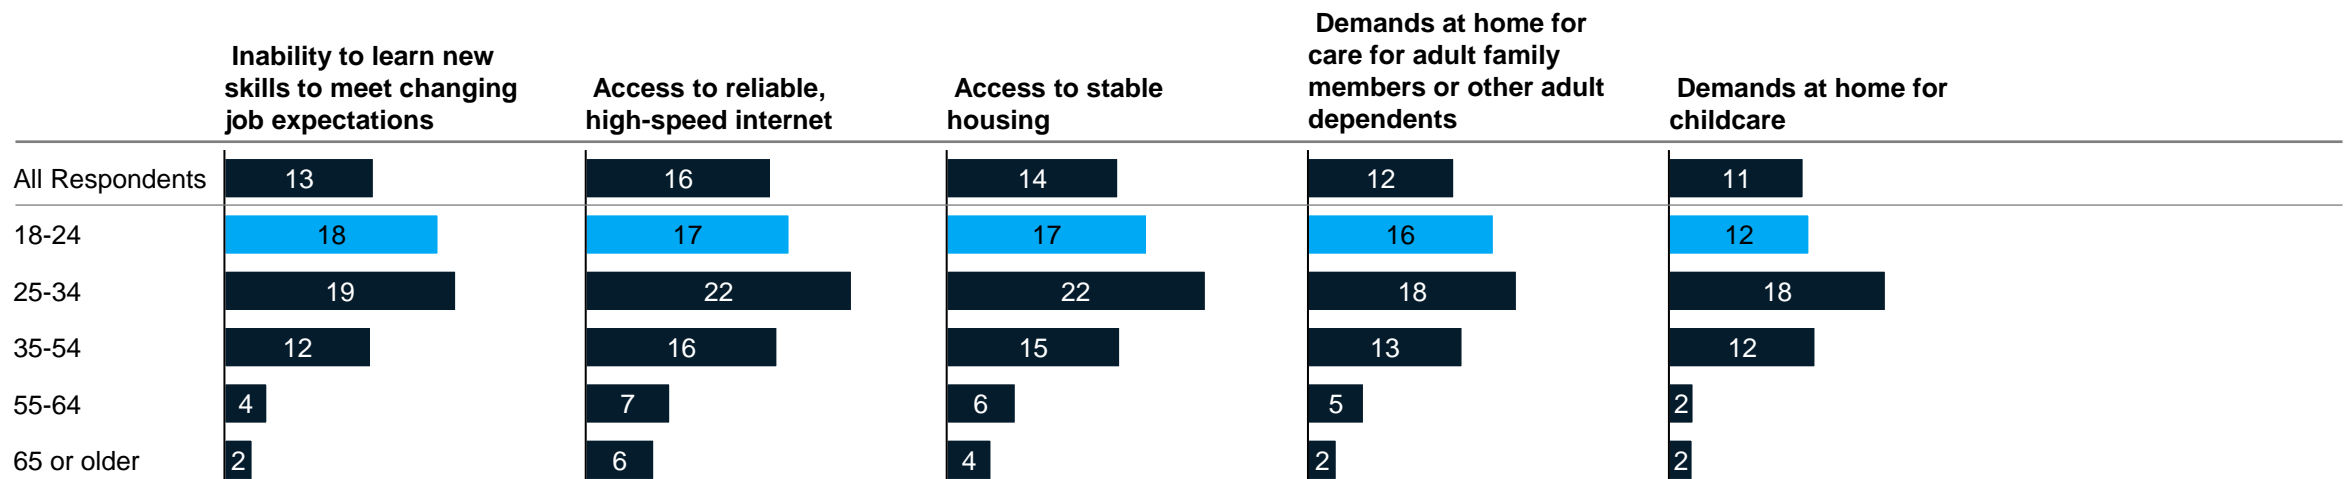 Inability to learn new
skills to meet changing
job expectations
Access to reliable,
high-speed internet
Access to stable
housing
Demands at home for
care for adult family
members or other adult
dependents
Demands at home for
childcare
All Respondents 13 16 14 12 11
18-24 18 17 17 16 12
25-34 19 22 22 18 18
35-54 12 16 15 13 12
55-64 4 7 6 5 2
65 or older 2 6 4 2 2